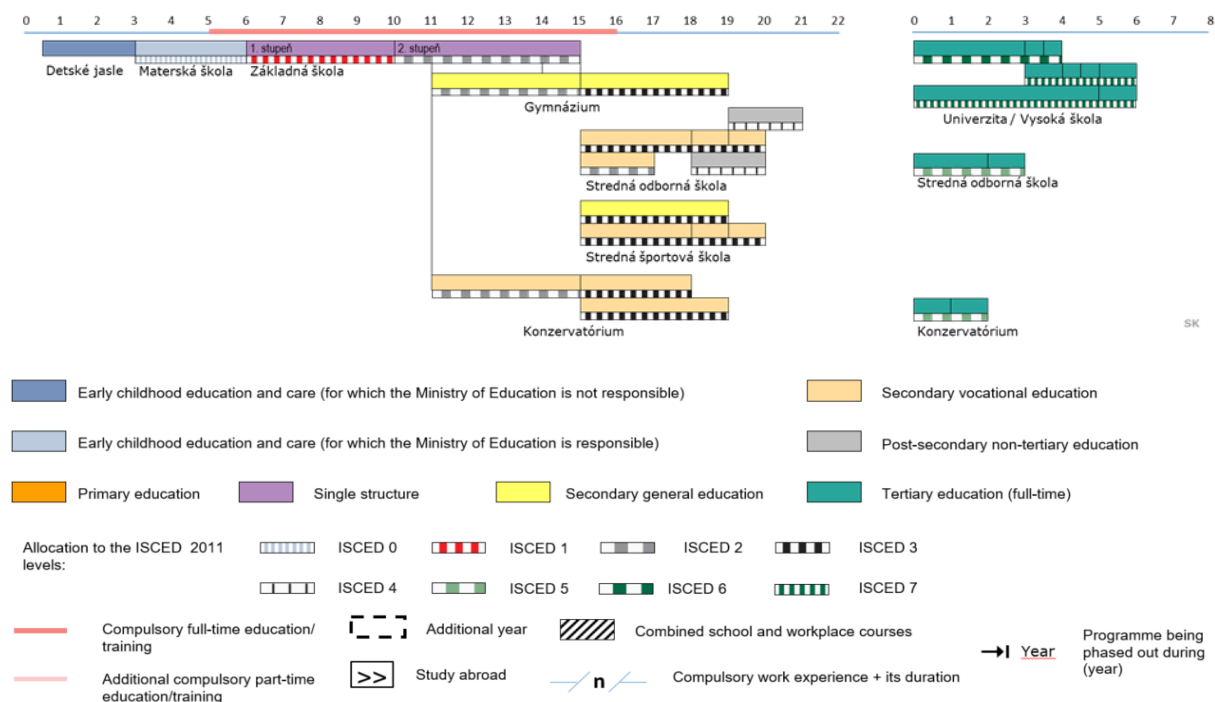 0 1 2 3 4 5 6 7 8 9 10 11 12 13 14 15 16 17 18 19 20 21 22
0 1 2 3 4 5 6 7 8
1. stupeň 2. stupeň
Detské jasle Materská škola Základná škola
Gymnázium
Univerzita / Vysoká škola
Stredná odborná škola
Stredná odborná škola
Stredná športová škola
Konzervatórium
Konzervatórium
SK
Early childhood education and care (for which the Ministry of Education is not responsible)
Secondary vocational education
Early childhood education and care (for which the Ministry of Education is responsible)
Post-secondary non-tertiary education
Primary education
Single structure
Secondary general education
Tertiary education (full-time)
Allocation to the ISCED 2011
levels:
ISCED 0
ISCED 1
ISCED 2
ISCED 3
ISCED 4
ISCED 5
ISCED 6
ISCED 7
Compulsory full-time education/
training
Additional year
Combined school and workplace courses
Year
Programme being
phased out during
(year)
Additional compulsory part-time
education/training
>>
Study abroad
n
Compulsory work experience + its duration